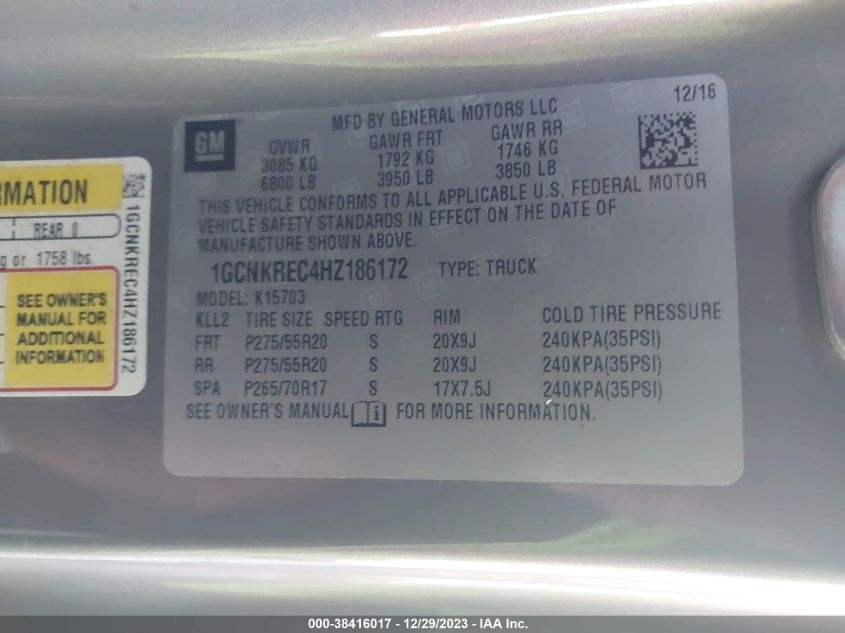 RMATION
REAR 0
g or 1758 lbs.
SEE OWNER'S
MANUAL FOR
ADDITIONAL
INFORMATION
1GCNKREC4HZ186172
GM
MFD BY GENERAL MOTORS LLC
12/16
GVWR GAWR FRT GAWR RR
3085 KG 1792 KG 1746 KG
6800 LB 3950 LB 3850 LB
THIS VEHICLE CONFORMS TO ALL APPLICABLE U.S. FEDERAL MOTOR
VEHICLE SAFETY STANDARDS IN EFFECT ON THE DATE OF
MANUFACTURE SHOWN ABOVE.
1GCNKREC4HZ186172 TYPE: TRUCK
MODEL: K15703
KLL2 TIRE SIZE SPEED RTG RIM COLD TIRE PRESSURE
FRT P275/55R20 S 20X9J 240KPA(35PSI)
RR P275/55R20 S 20X9J 240KPA(35PSI)
SPA P265/70R17 S 17X7.5J 240KPA(35PSI)
SEE OWNER'S MANUAL i FOR MORE INFORMATION.
000-38416017 - 12/29/2023 - IAA Inc.